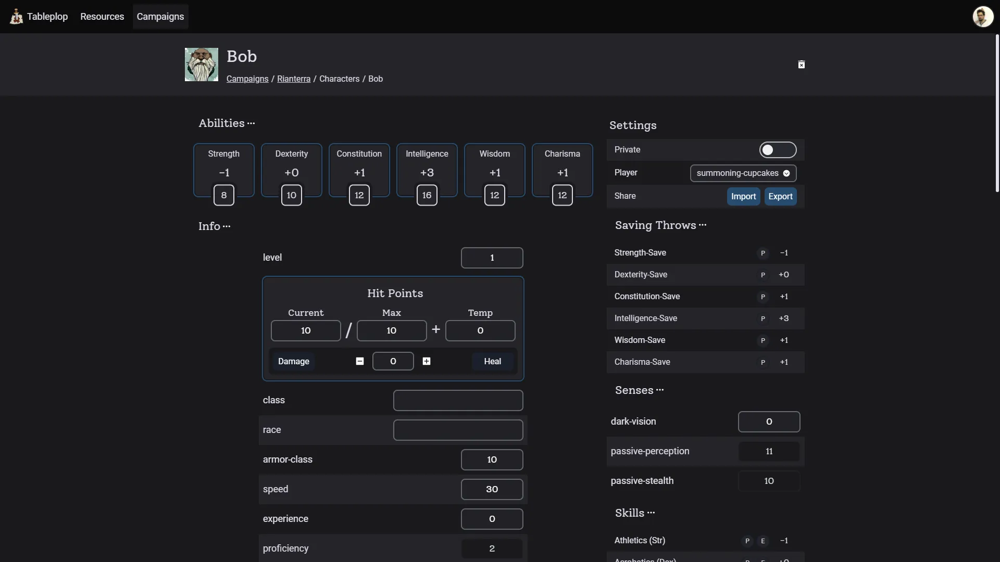 Tableplop Resources Campaigns
Bob
Campaigns / Rianterra / Characters / Bob
Abilities ···
Strength Dexterity Constitution Intelligence Wisdom Charisma
-1 +0 +1 +3 +1 +1
8 10 12 16 12 12
Info ···
level 1
Hit Points
Current Max Temp
10 / 10 + 0
Damage 0 Heal
class
race
armor-class 10
speed 30
experience 0
proficiency 2
Settings
Private
Player summoning-cupcakes
Share Import Export
Saving Throws ···
Strength-Save P -1
Dexterity-Save P +0
Constitution-Save P +1
Intelligence-Save P +3
Wisdom-Save P +1
Charisma-Save P +1
Senses ···
dark-vision 0
passive-perception 11
passive-stealth 10
Skills ···
Athletics (Str) P E -1
Acrobatics (Dex) P E +0